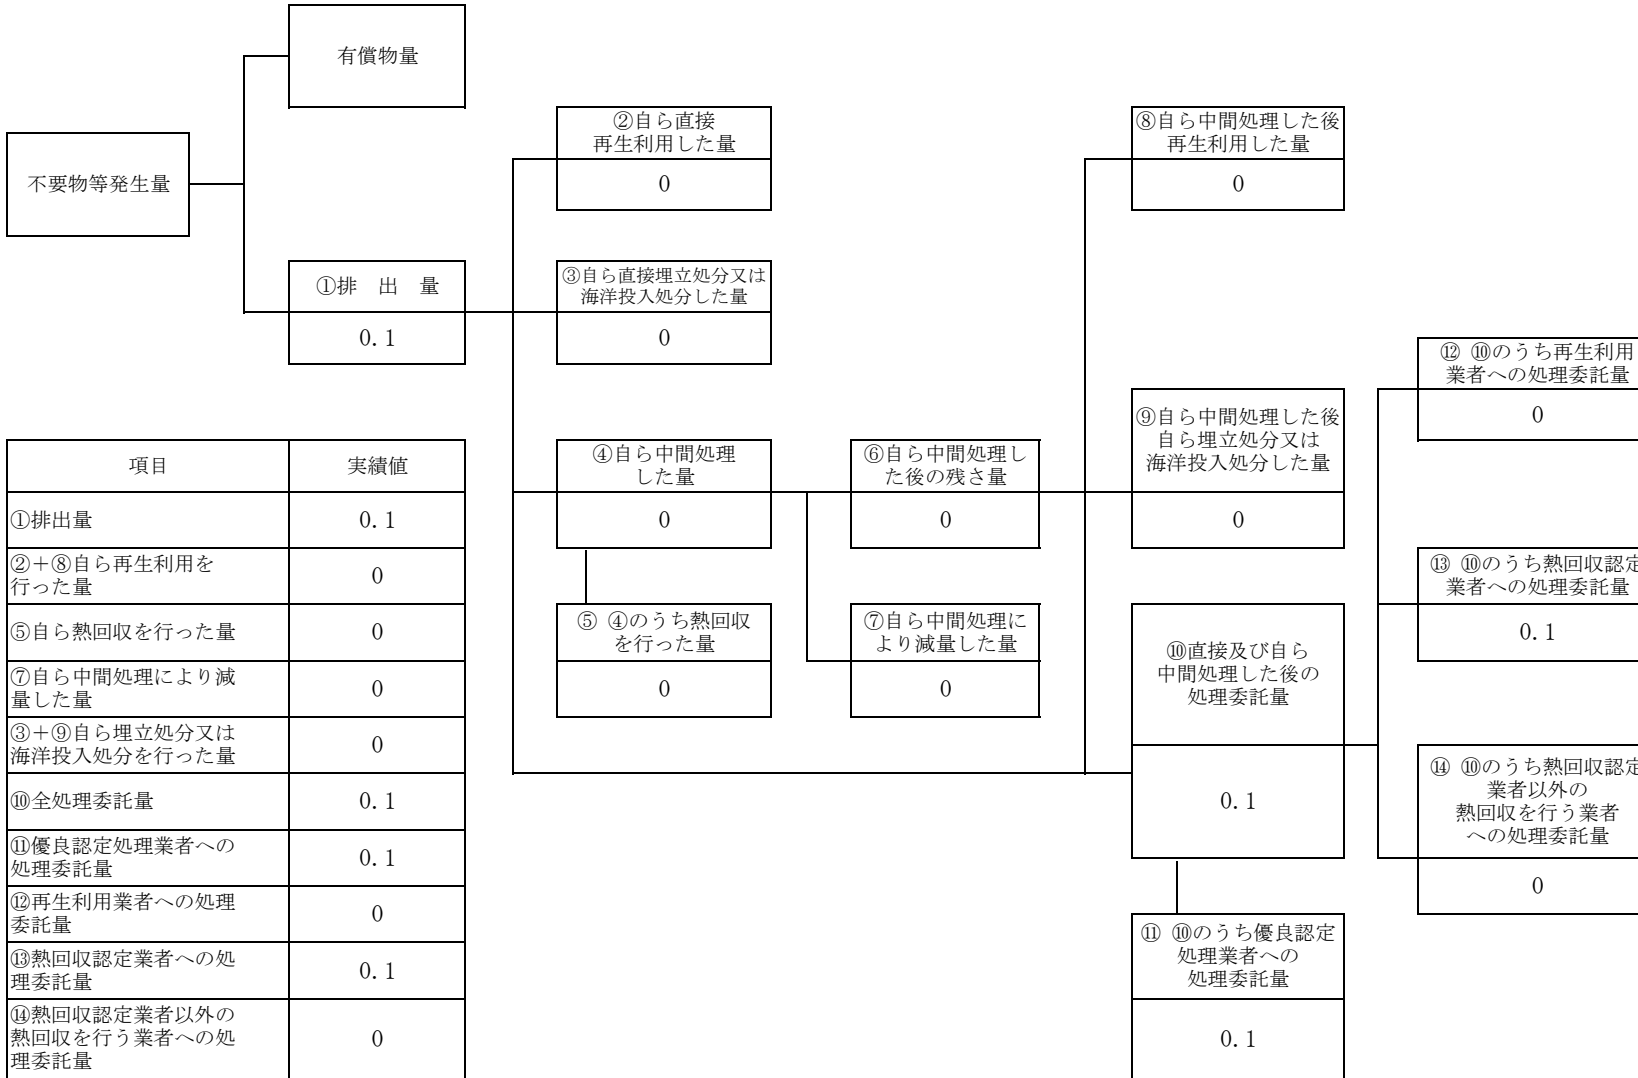 有償物量
不要物等発生量
①排　出　量
0.1
②自ら直接
再生利用した量
0
③自ら直接埋立処分又は
海洋投入処分した量
0
④自ら中間処理
した量
0
⑤ ④のうち熱回収
を行った量
0
⑥自ら中間処理し
た後の残さ量
0
⑦自ら中間処理に
より減量した量
0
⑧自ら中間処理した後
再生利用した量
0
⑨自ら中間処理した後
自ら埋立処分又は
海洋投入処分した量
0
⑩直接及び自ら
中間処理した後の
処理委託量
0.1
⑪ ⑩のうち優良認定
処理業者への
処理委託量
0.1
⑫ ⑩のうち再生利用
業者への処理委託量
0
⑬ ⑩のうち熱回収認定
業者への処理委託量
0.1
⑭ ⑩のうち熱回収認定
業者以外の
熱回収を行う業者
への処理委託量
0
項目 実績値
①排出量 0.1
②＋⑧自ら再生利用を
行った量 0
⑤自ら熱回収を行った量 0
⑦自ら中間処理により減
量した量 0
③＋⑨自ら埋立処分又は
海洋投入処分を行った量 0
⑩全処理委託量 0.1
⑪優良認定処理業者への
処理委託量 0.1
⑫再生利用業者への処理
委託量 0
⑬熱回収認定業者への処
理委託量 0.1
⑭熱回収認定業者以外の
熱回収を行う業者への処
理委託量 0